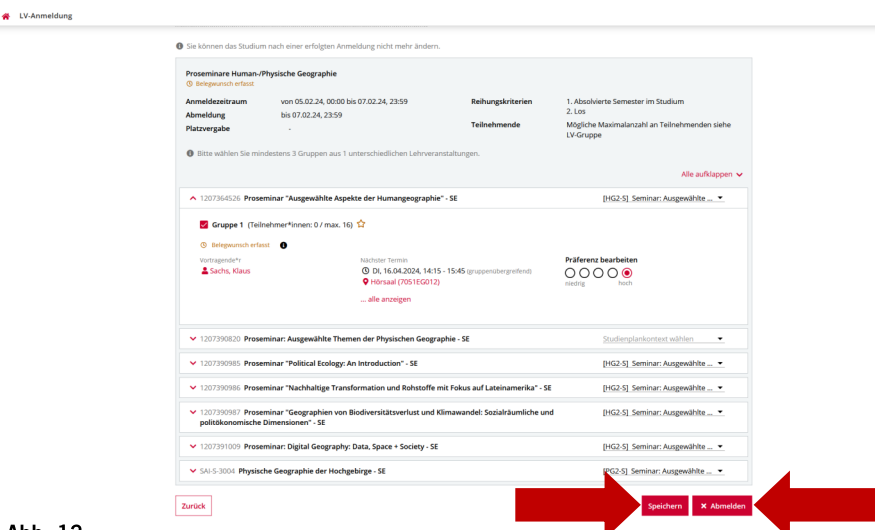 LV-Anmeldung
Sie können das Studium nach einer erfolgten Anmeldung nicht mehr ändern.
Proseminare Human-/Physische Geographie
Belegwunsch erfasst
Anmeldezeitraum von 05.02.24, 00:00 bis 07.02.24, 23:59
Abmeldung bis 07.02.24, 23:59
Platzvergabe -
Reihungskriterien 1. Absolvierte Semester im Studium
2. Los
Teilnehmende Mögliche Maximalanzahl an Teilnehmenden siehe
LV-Gruppe
Bitte wählen Sie mindestens 3 Gruppen aus 1 unterschiedlichen Lehrveranstaltungen.
Alle aufklappen
1207364526 Proseminar "Ausgewählte Aspekte der Humangeographie" - SE [HG2-S] Seminar: Ausgewählte ...
Gruppe 1 (Teilnehmer*innen: 0 / max. 16)
Belegwunsch erfasst
Vortragende*r
Sachs, Klaus
Nächster Termin
DI, 16.04.2024, 14:15 - 15:45 (gruppenübergreifend)
Hörsaal (7051EG012)
... alle anzeigen
Präferenz bearbeiten
niedrig hoch
1207390820 Proseminar: Ausgewählte Themen der Physischen Geographie - SE Studienplankontext wählen
1207390985 Proseminar "Political Ecology: An Introduction" - SE [HG2-S] Seminar: Ausgewählte ...
1207390986 Proseminar "Nachhaltige Transformation und Rohstoffe mit Fokus auf Lateinamerika" - SE [HG2-S] Seminar: Ausgewählte ...
1207390987 Proseminar "Geographien von Biodiversitätsverlust und Klimawandel: Sozialräumliche und [HG2-S] Seminar: Ausgewählte ...
politökonomische Dimensionen" - SE
1207391009 Proseminar: Digital Geography: Data, Space + Society - SE [HG2-S] Seminar: Ausgewählte ...
SAI-S-3004 Physische Geographie der Hochgebirge - SE [PG2-S] Seminar: Ausgewählte ...
Zurück
Speichern
Abmelden